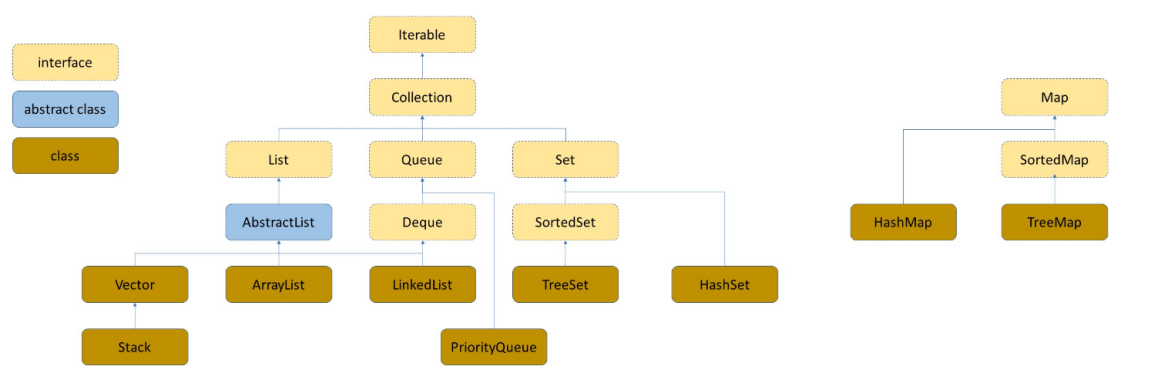 Iterable
interface
Collection
Map
abstract class
class
List
Queue
Set
SortedMap
AbstractList
Deque
SortedSet
HashMap
TreeMap
Vector
ArrayList
LinkedList
TreeSet
HashSet
Stack
PriorityQueue